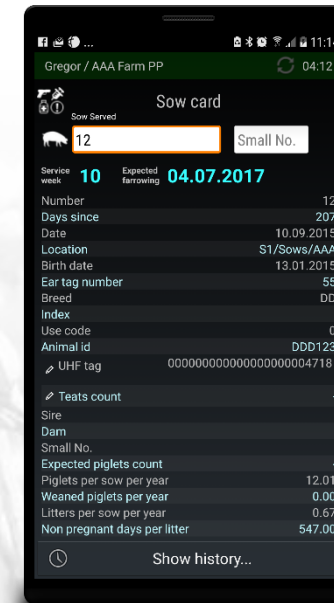 11:14
Gregor / AAA Farm PP 04:12
Sow card
Sow Served
12 Small No.
Service week 10 Expected farrowing 04.07.2017
Number 12
Days since 207
Date 10.09.2015
Location S1/Sows/AAA
Birth date 13.01.2015
Ear tag number 55
Breed DD
Index
Use code 0
Animal id DDD123
UHF tag 000000000000000000004718
Teats count -
Sire
Dam
Small No.
Expected piglets count -
Piglets per sow per year 12.01
Weaned piglets per year 0.00
Litters per sow per year 0.67
Non pregnant days per litter 547.00
Show history...